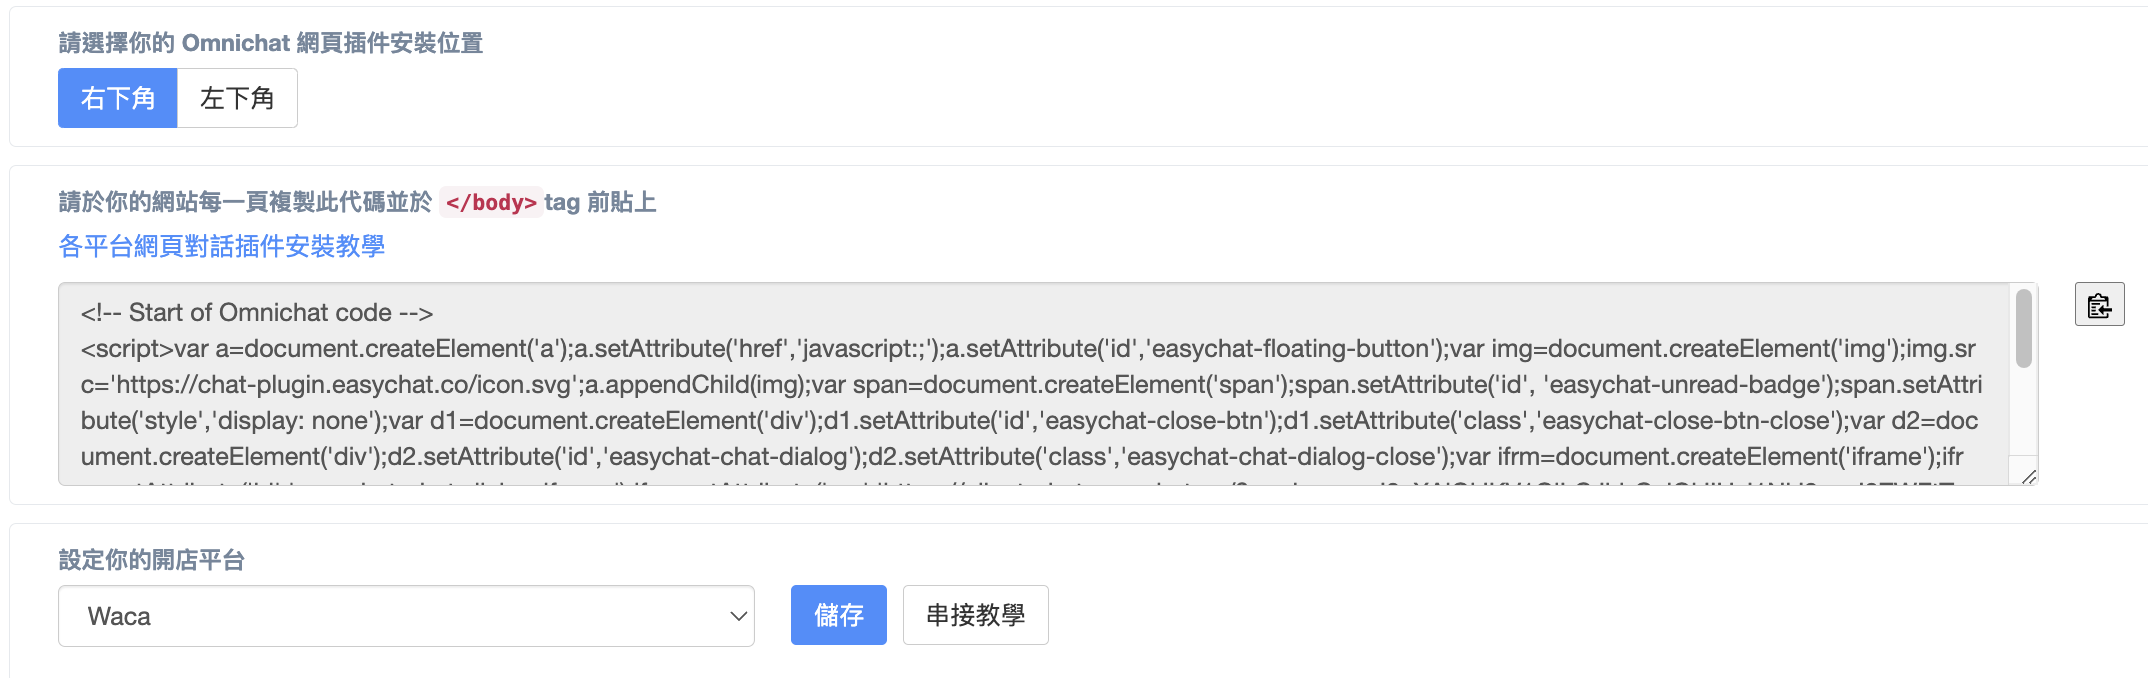 請選擇你的 Omnichat 網頁插件安裝位置
右下角 左下角
請於你的網站每一頁複製此代碼並於 </body> tag 前貼上
各平台網頁對話插件安裝教學
<!-- Start of Omnichat code -->
<script>var a=document.createElement('a');a.setAttribute('href','javascript:;');a.setAttribute('id','easychat-floating-button');var img=document.createElement('img');img.sr
c='https://chat-plugin.easychat.co/icon.svg';a.appendChild(img);var span=document.createElement('span');span.setAttribute('id', 'easychat-unread-badge');span.setAttri
bute('style','display: none');var d1=document.createElement('div');d1.setAttribute('id','easychat-close-btn');d1.setAttribute('class','easychat-close-btn-close');var d2=doc
ument.createElement('div');d2.setAttribute('id','easychat-chat-dialog');d2.setAttribute('class','easychat-chat-dialog-close');var ifrm=document.createElement('iframe');ifr
設定你的開店平台
Waca 儲存 串接教學